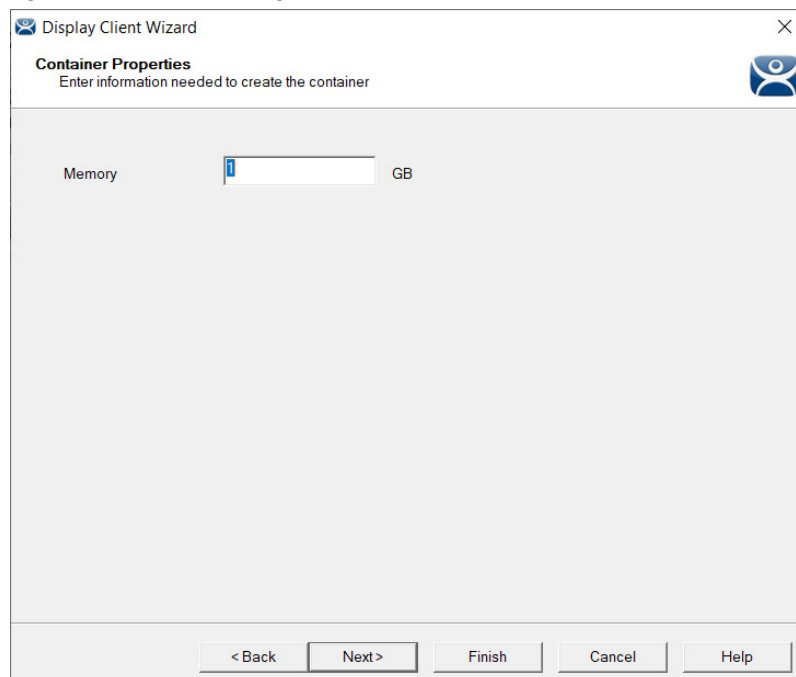 Display Client Wizard
Container Properties
Enter information needed to create the container
Memory 1 GB
< Back Next > Finish Cancel Help